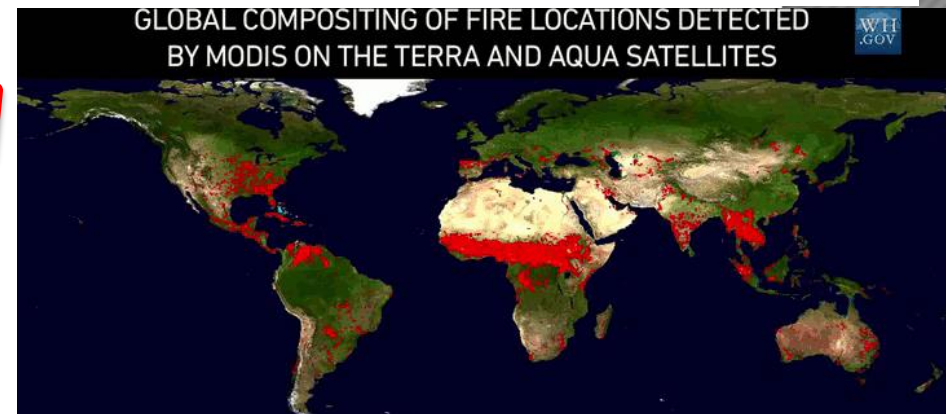 GLOBAL COMPOSITING OF FIRE LOCATIONS DETECTED
BY MODIS ON THE TERRA AND AQUA SATELLITES
WH
.GOV